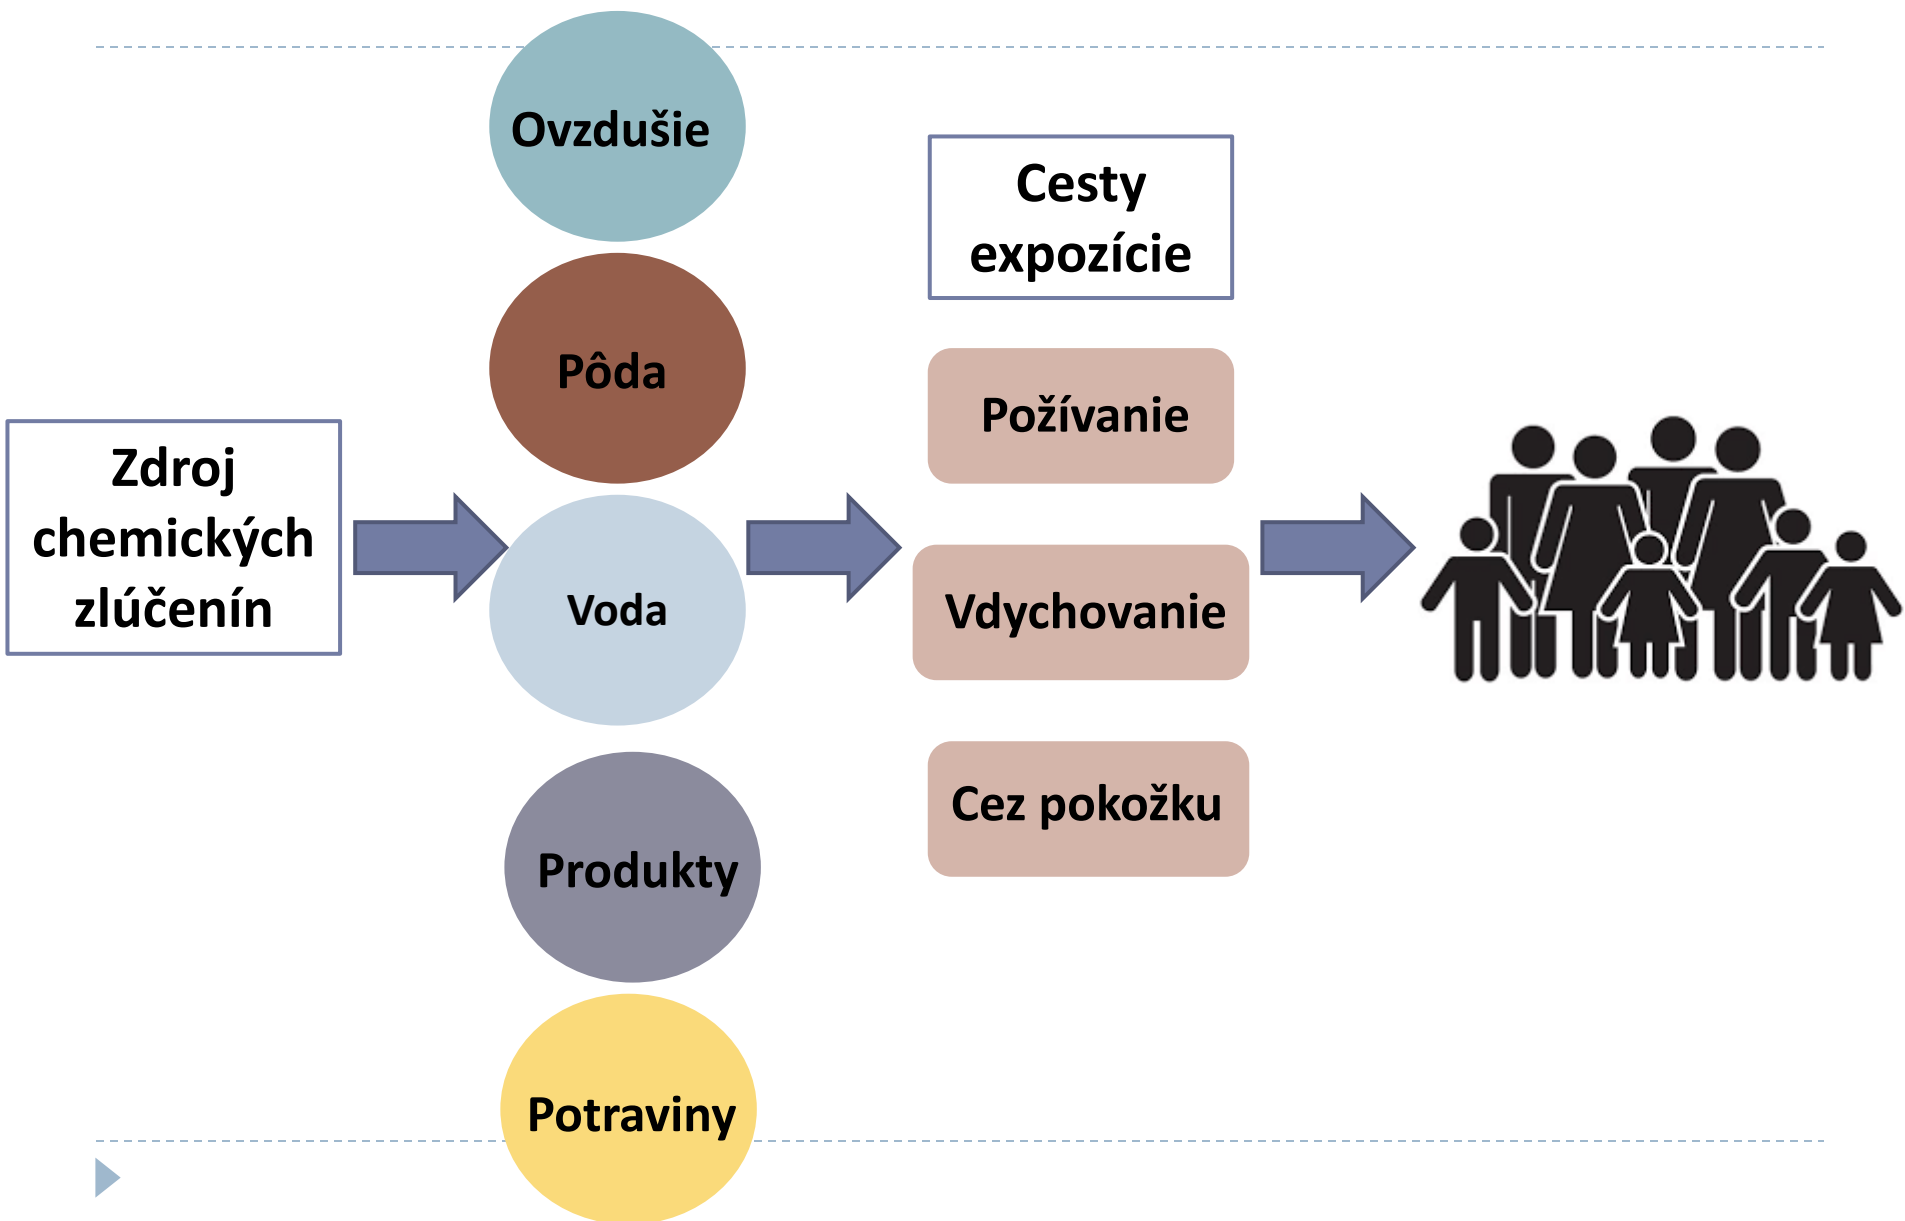 Zdroj
chemických
zlúčenín
Ovzdušie
Pôda
Voda
Produkty
Potraviny
Cesty
expozície
Požívanie
Vdychovanie
Cez pokožku